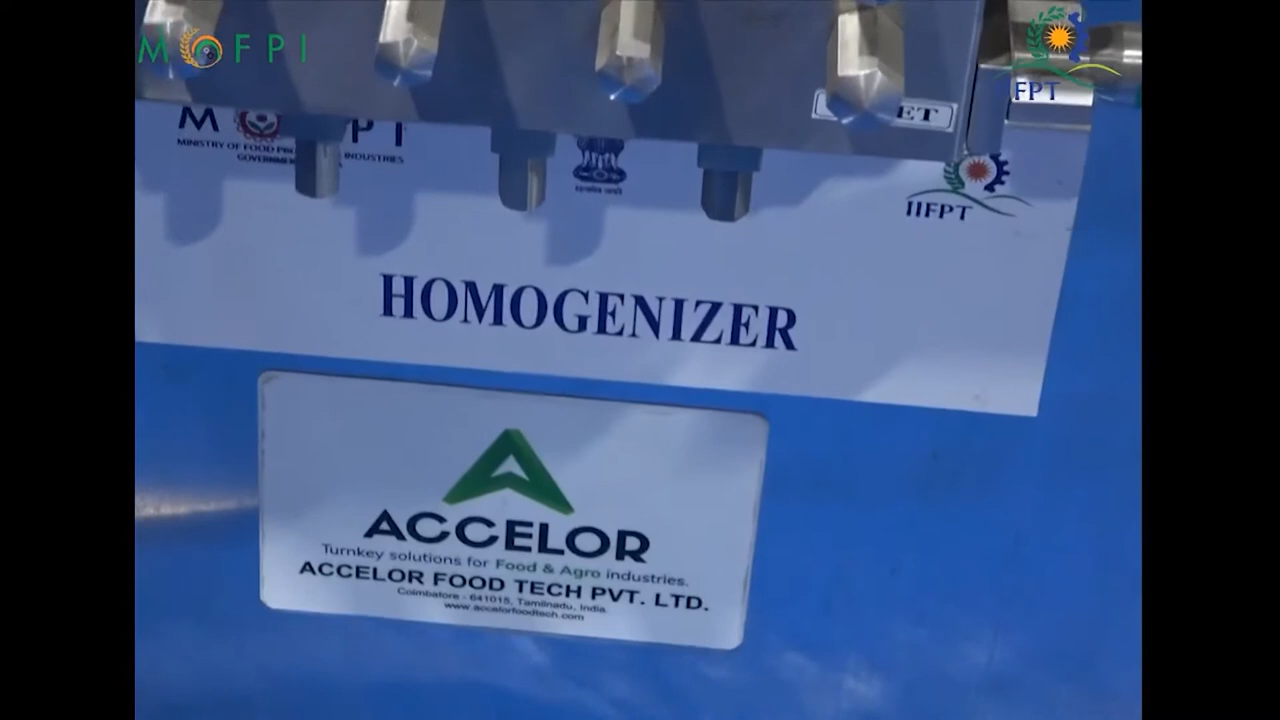 MOFPI
FPT
ET
M
PI
MINISTRY OF FOOD
INDUSTRIES
IIFPT
HOMOGENIZER
ACCELOR
Turnkey solutions for Food & Agro industries.
ACCELOR FOOD TECH PVT. LTD.
Coimbatore - 641015, Tamilnadu, India.
www.accelorfoodtech.com